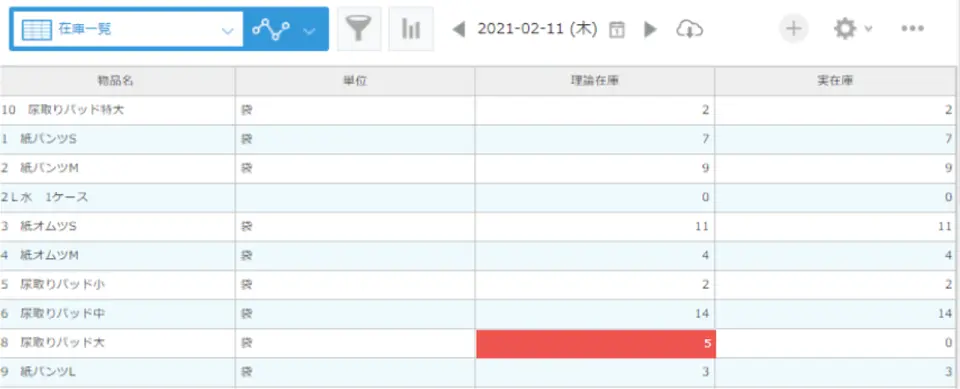 在庫一覧
2021-02-11 (木)
物品名 単位 理論在庫 実在庫
10 尿取りパッド特大 袋 2 2
1 紙パンツS 袋 7 7
2 紙パンツM 袋 9 9
2L水 1ケース 0 0
3 紙オムツS 袋 11 11
4 紙オムツM 袋 4 4
5 尿取りパッド小 袋 2 2
6 尿取りパッド中 袋 14 14
8 尿取りパッド大 袋 5 0
9 紙パンツL 袋 3 3